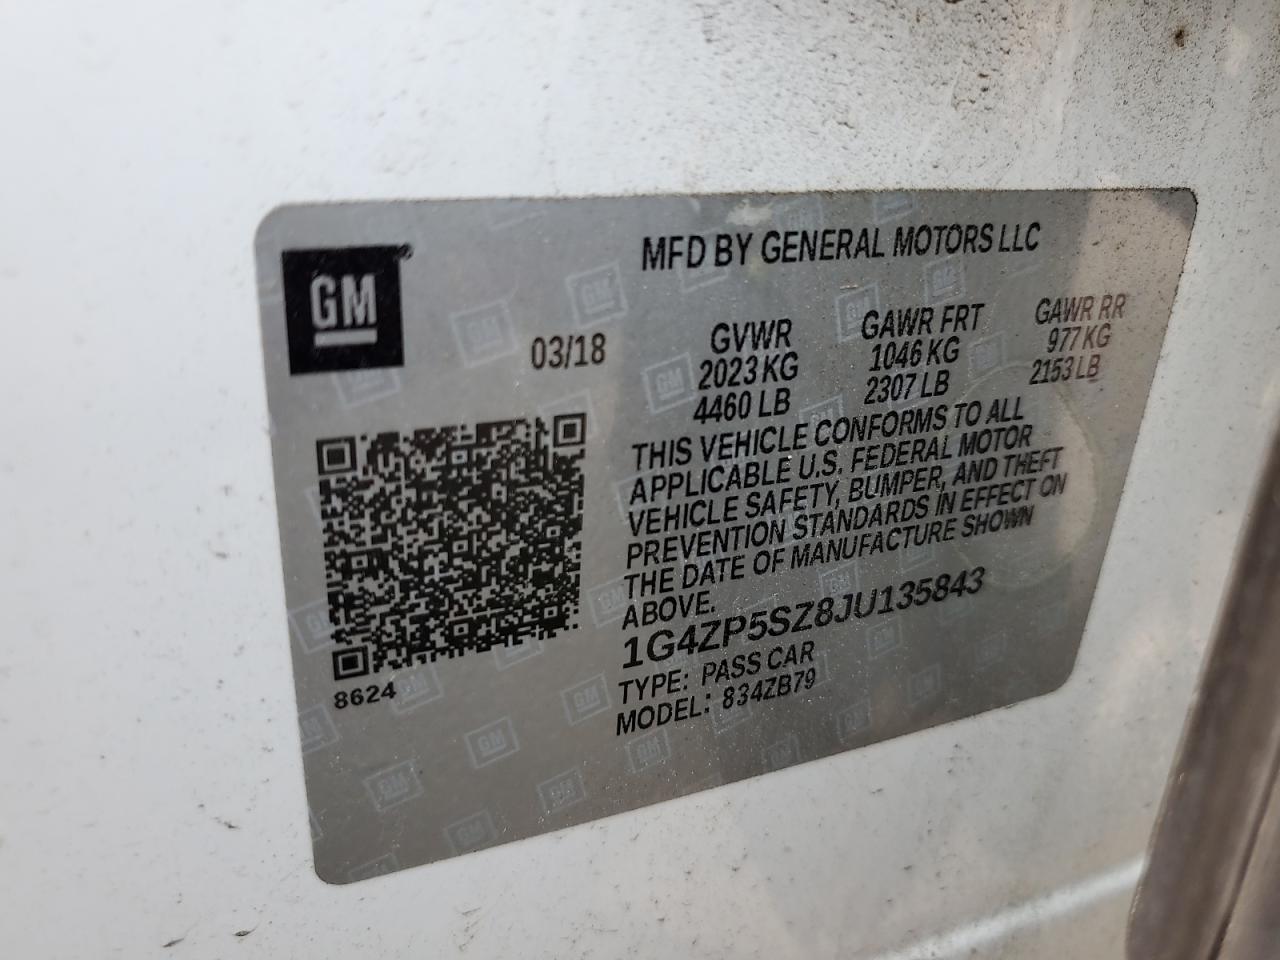 GM
MFD BY GENERAL MOTORS LLC
03/18
GVWR
2023 KG
4460 LB
GAWR FRT
1046 KG
2307 LB
GAWR RR
977 KG
2153 LB
THIS VEHICLE CONFORMS TO ALL
APPLICABLE U.S. FEDERAL MOTOR
VEHICLE SAFETY, BUMPER, AND THEFT
PREVENTION STANDARDS IN EFFECT ON
THE DATE OF MANUFACTURE SHOWN
ABOVE.
1G4ZP5SZ8JU135843
TYPE: PASS CAR
MODEL: 834ZB79
8624